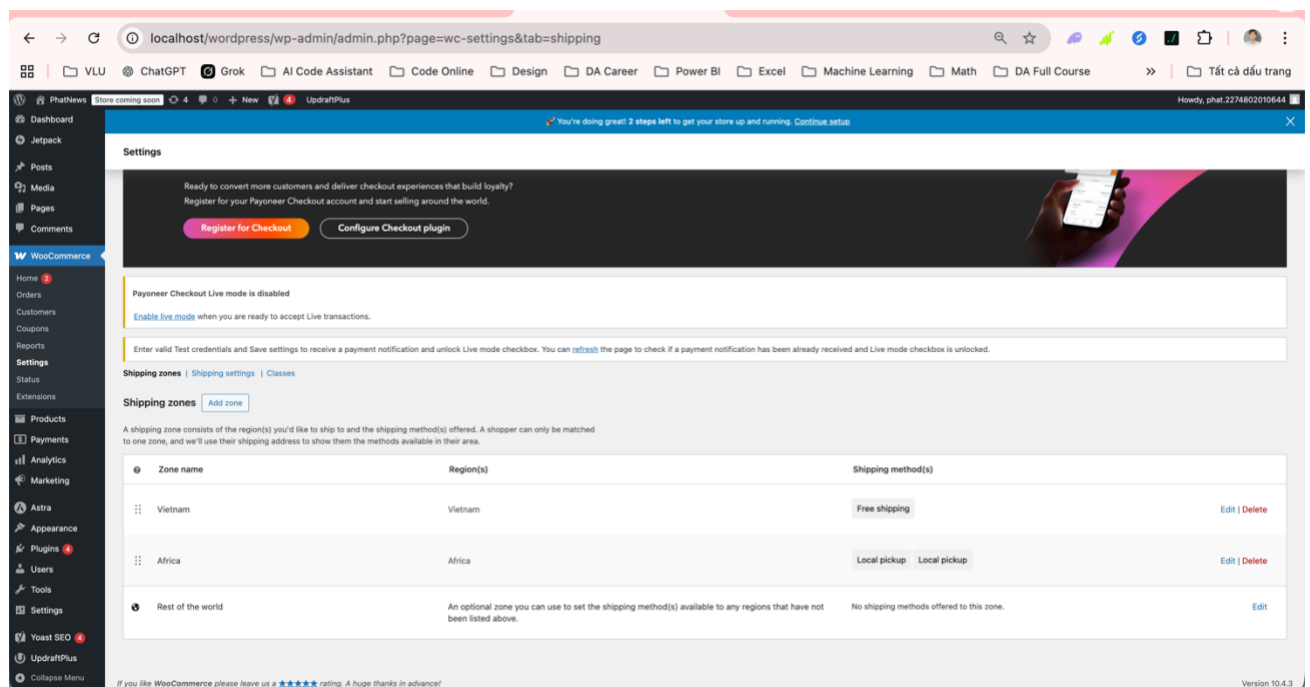 localhost/wordpress/wp-admin/admin.php?page=wc-settings&tab=shipping
VLU ChatGPT Grok AI Code Assistant Code Online Design DA Career Power BI Excel Machine Learning Math DA Full Course » Tất cả dấu trang
PhatNews Store coming soon 4 0 + New 4 UpdraftPlus Howdy, phat.2274802010644
You're doing great! 2 steps left to get your store up and running. Continue setup
Dashboard
Jetpack
Posts
Media
Pages
Comments
WooCommerce
Home 2
Orders
Customers
Coupons
Reports
Settings
Status
Extensions
Products
Payments
Analytics
Marketing
Astra
Appearance
Plugins 4
Users
Tools
Settings
Yoast SEO 4
UpdraftPlus
Collapse Menu
Settings
Ready to convert more customers and deliver checkout experiences that build loyalty?
Register for your Payoneer Checkout account and start selling around the world.
Register for Checkout Configure Checkout plugin
Payoneer Checkout Live mode is disabled
Enable live mode when you are ready to accept Live transactions.
Enter valid Test credentials and Save settings to receive a payment notification and unlock Live mode checkbox. You can refresh the page to check if a payment notification has been already received and Live mode checkbox is unlocked.
Shipping zones | Shipping settings | Classes
Shipping zones Add zone
A shipping zone consists of the region(s) you'd like to ship to and the shipping method(s) offered. A shopper can only be matched
to one zone, and we'll use their shipping address to show them the methods available in their area.
Zone name Region(s) Shipping method(s)
Vietnam Vietnam Free shipping Edit | Delete
Africa Africa Local pickup Local pickup Edit | Delete
Rest of the world An optional zone you can use to set the shipping method(s) available to any regions that have not No shipping methods offered to this zone. Edit
been listed above.
If you like WooCommerce please leave us a ★★★★★ rating. A huge thanks in advance! Version 10.4.3